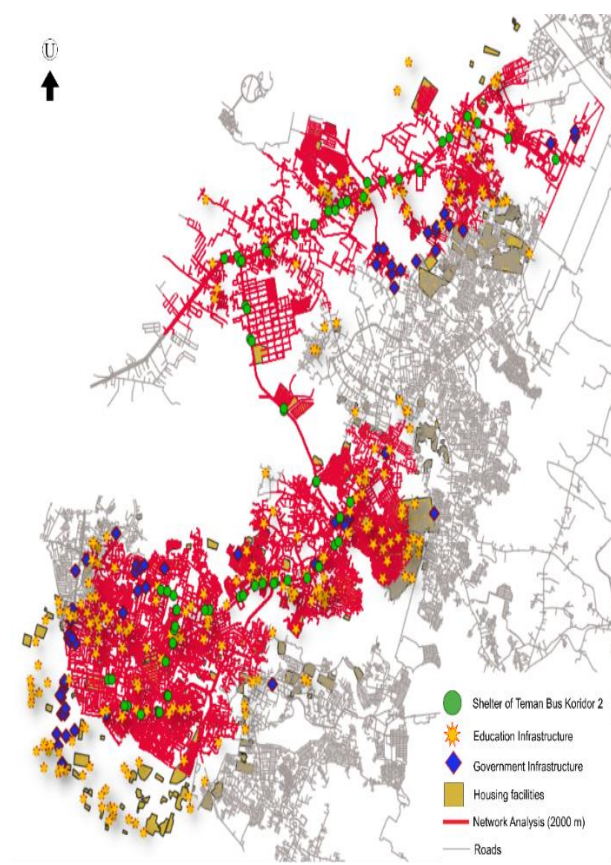 U
Shelter of Teman Bus Koridor 2
Education Infrastructure
Government Infrastructure
Housing facilities
Network Analysis (2000 m)
Roads